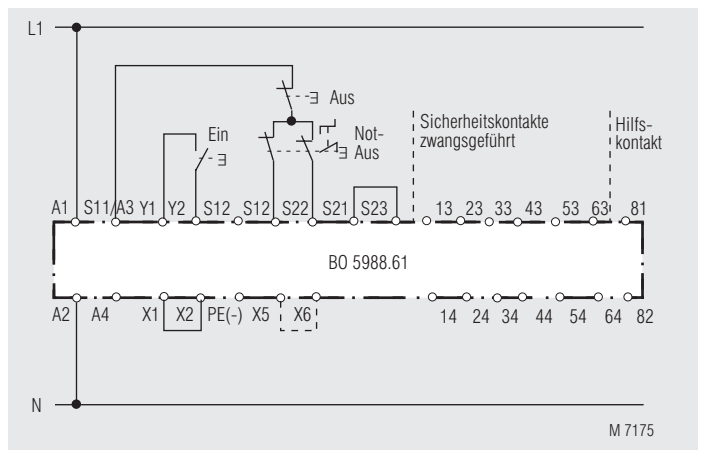 L1
Aus
Ein
Not-
Aus
Sicherheitskontakte
zwangsgeführt
Hilfs-
kontakt
A1 S11/A3 Y1 Y2 S12 S12 S22 S21 S23 13 23 33 43 53 63 81
BO 5988.61
A2 A4 X1 X2 PE(-) X5 X6 14 24 34 44 54 64 82
N
M 7175